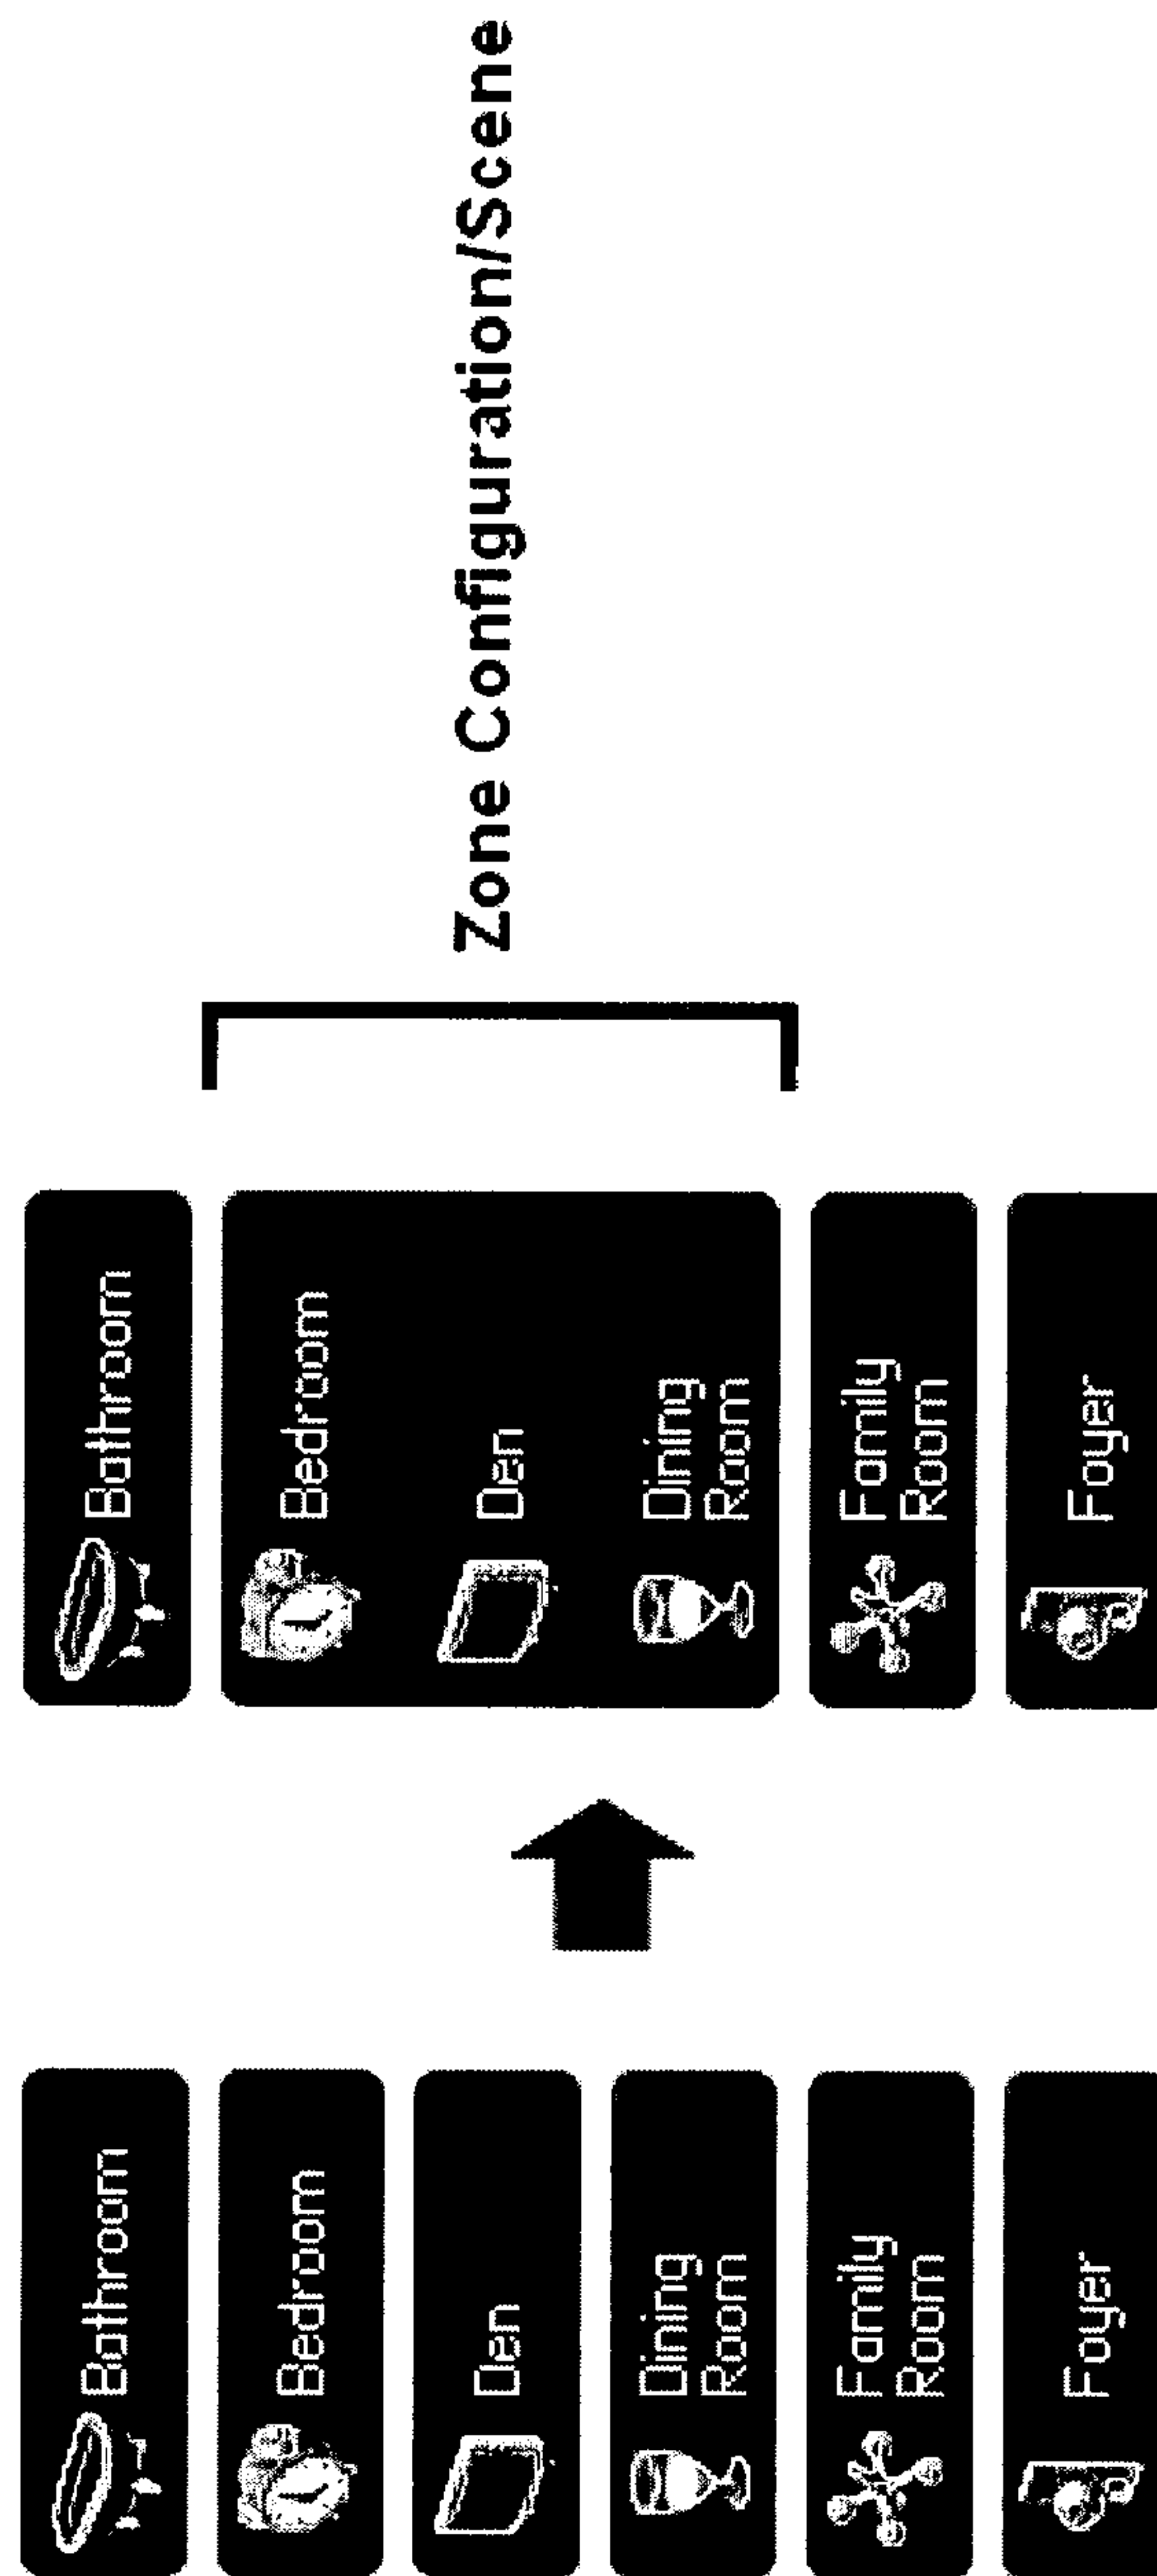 Bathroom
Bedroom
Den
Dining
Room
Family
Room
Foyer
Bathroom
Bedroom
Den
Dining
Room
Family
Room
Foyer
Zone Configuration/Scene